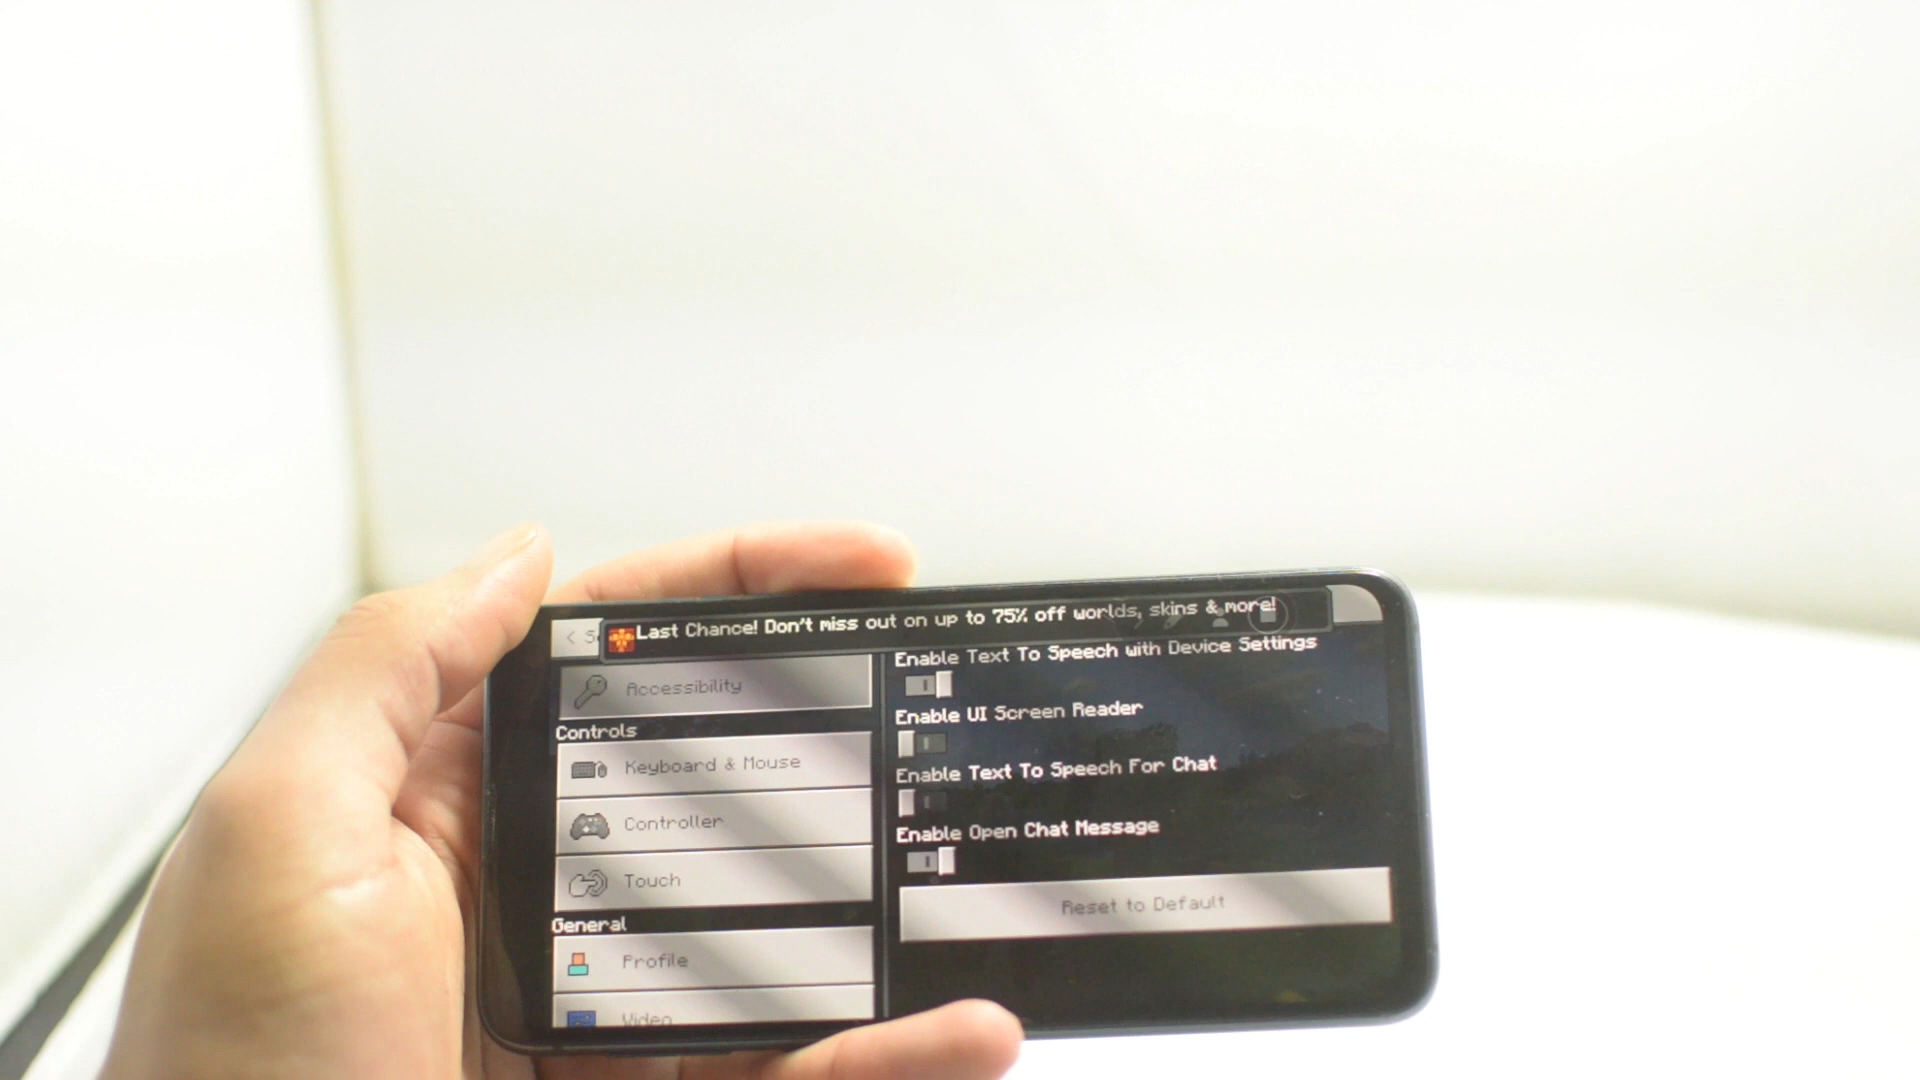 Last Chance! Don't miss out on up to 75% off worlds, skins & more!
Accessibility
Controls
Keyboard & Mouse
Controller
Touch
General
Profile
Video
Enable Text To Speech with Device Settings
Enable UI Screen Reader
Enable Text To Speech For Chat
Enable Open Chat Message
Reset to Default